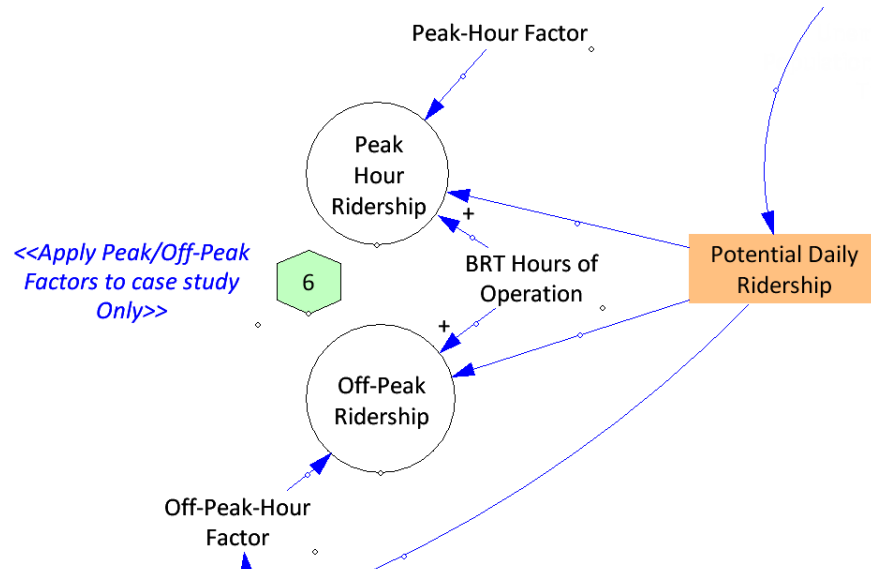 Peak-Hour Factor
Peak
Hour
Ridership
+
<<Apply Peak/Off-Peak
Factors to case study
Only>>
6
BRT Hours of
Operation
Potential Daily
Ridership
+
Off-Peak
Ridership
Off-Peak-Hour
Factor